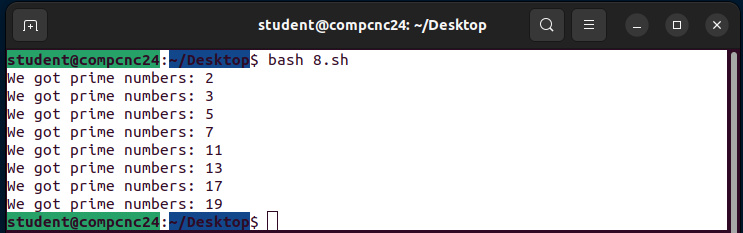 student@compcnc24: ~/Desktop
student@compcnc24:~/Desktop$ bash 8.sh
We got prime numbers: 2
We got prime numbers: 3
We got prime numbers: 5
We got prime numbers: 7
We got prime numbers: 11
We got prime numbers: 13
We got prime numbers: 17
We got prime numbers: 19
student@compcnc24:~/Desktop$